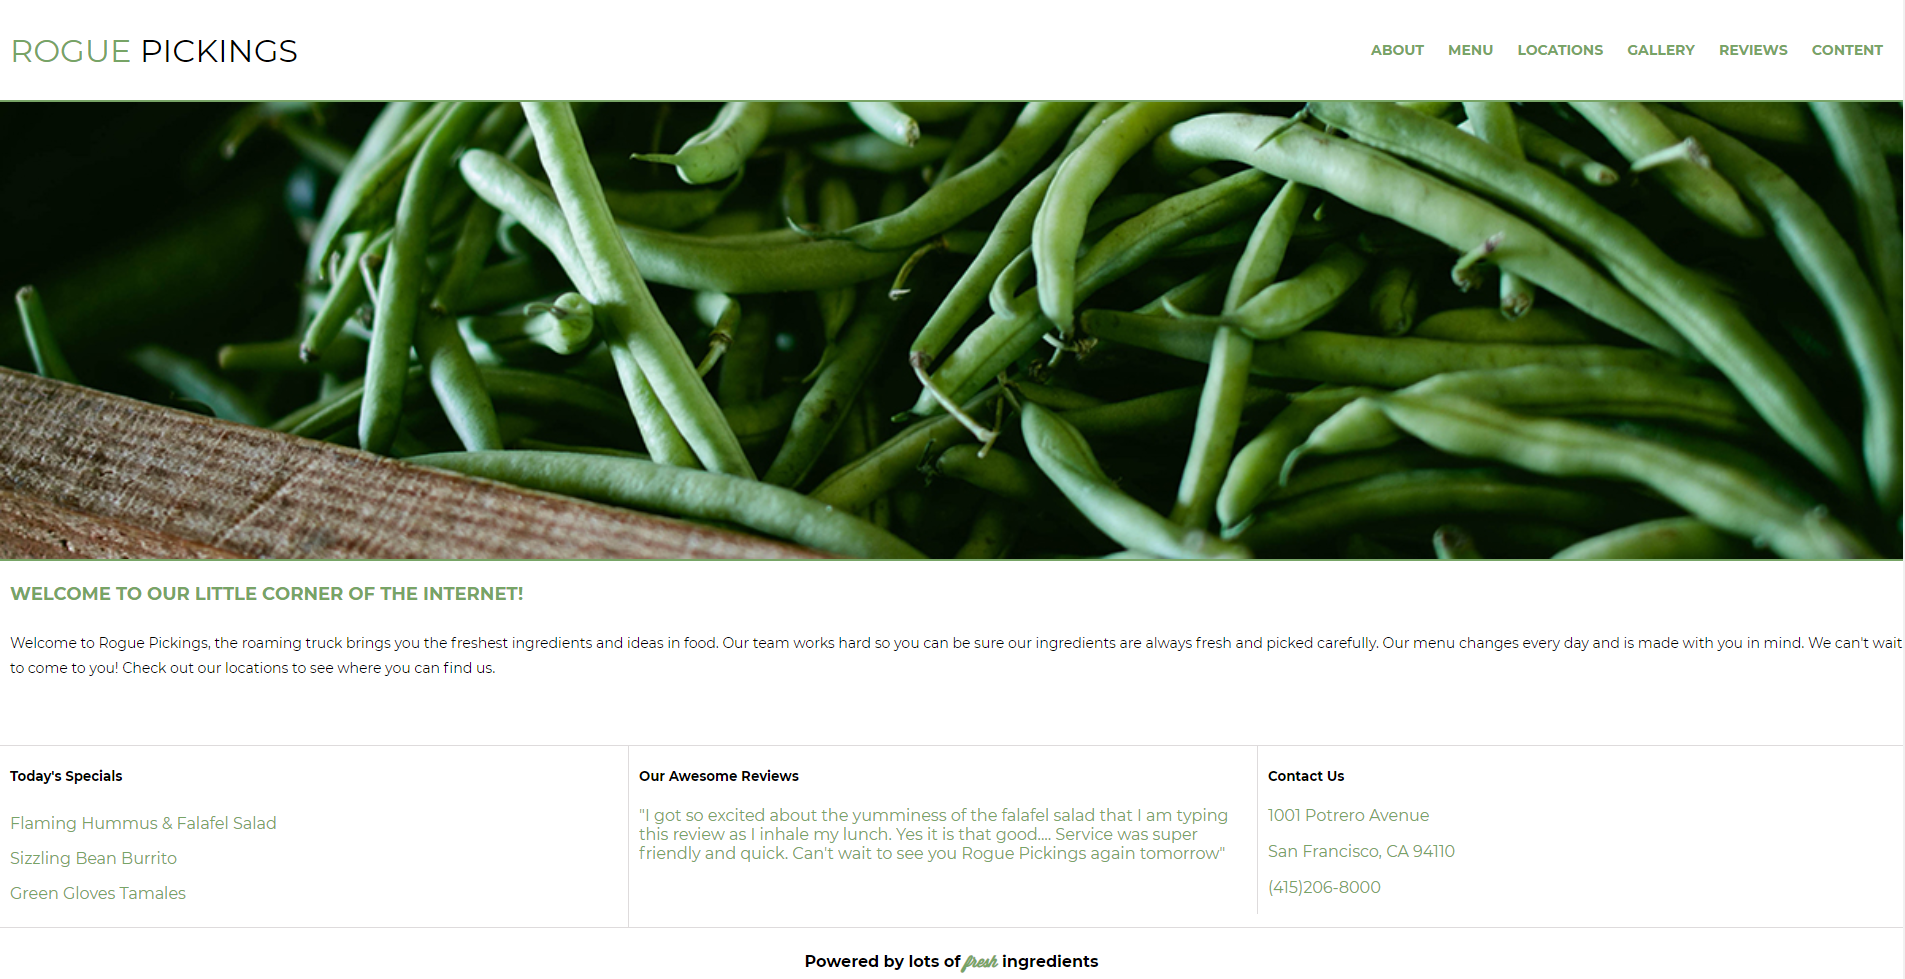 ROGUE PICKINGS
ABOUT MENU LOCATIONS GALLERY REVIEWS CONTENT
WELCOME TO OUR LITTLE CORNER OF THE INTERNET!
Welcome to Rogue Pickings, the roaming truck brings you the freshest ingredients and ideas in food. Our team works hard so you can be sure our ingredients are always fresh and picked carefully. Our menu changes every day and is made with you in mind. We can't wait
to come to you! Check out our locations to see where you can find us.
Today's Specials
Flaming Hummus & Falafel Salad
Sizzling Bean Burrito
Green Gloves Tamales
Our Awesome Reviews
"I got so excited about the yumminess of the falafel salad that I am typing
this review as I inhale my lunch. Yes it is that good.... Service was super
friendly and quick. Can't wait to see you Rogue Pickings again tomorrow"
Contact Us
1001 Potrero Avenue
San Francisco, CA 94110
(415)206-8000
Powered by lots of fresh ingredients